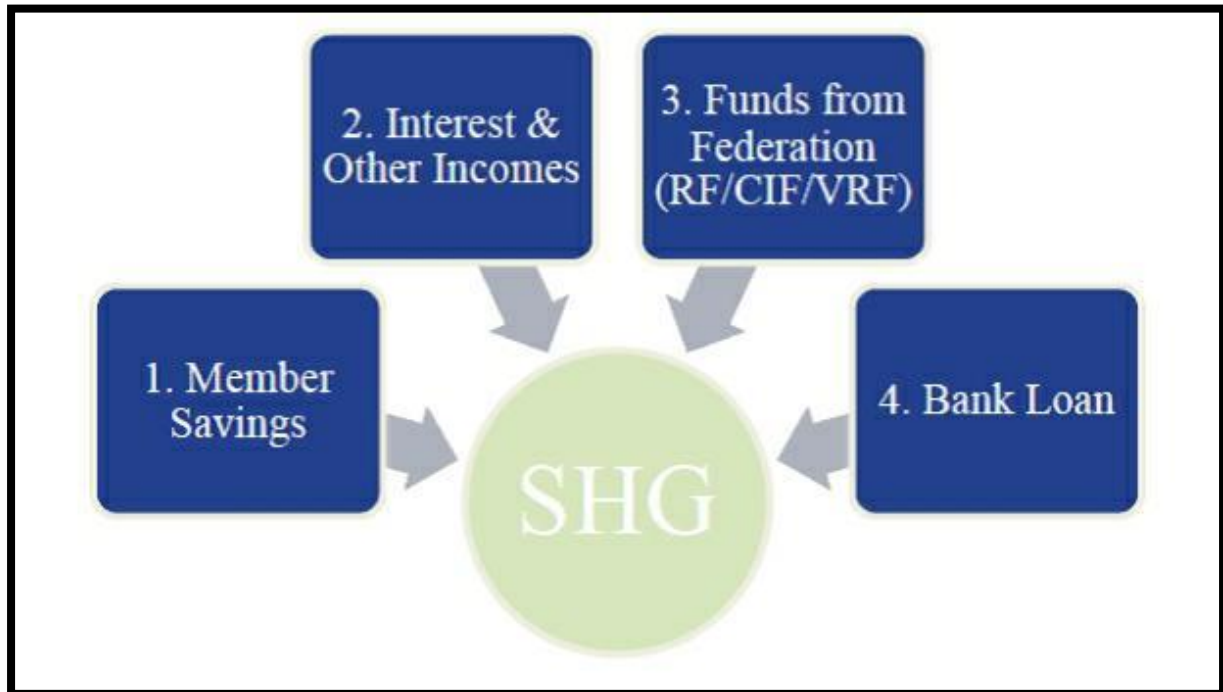 1. Member
Savings
2. Interest &
Other Incomes
3. Funds from
Federation
(RF/CIF/VRF)
4. Bank Loan
SHG